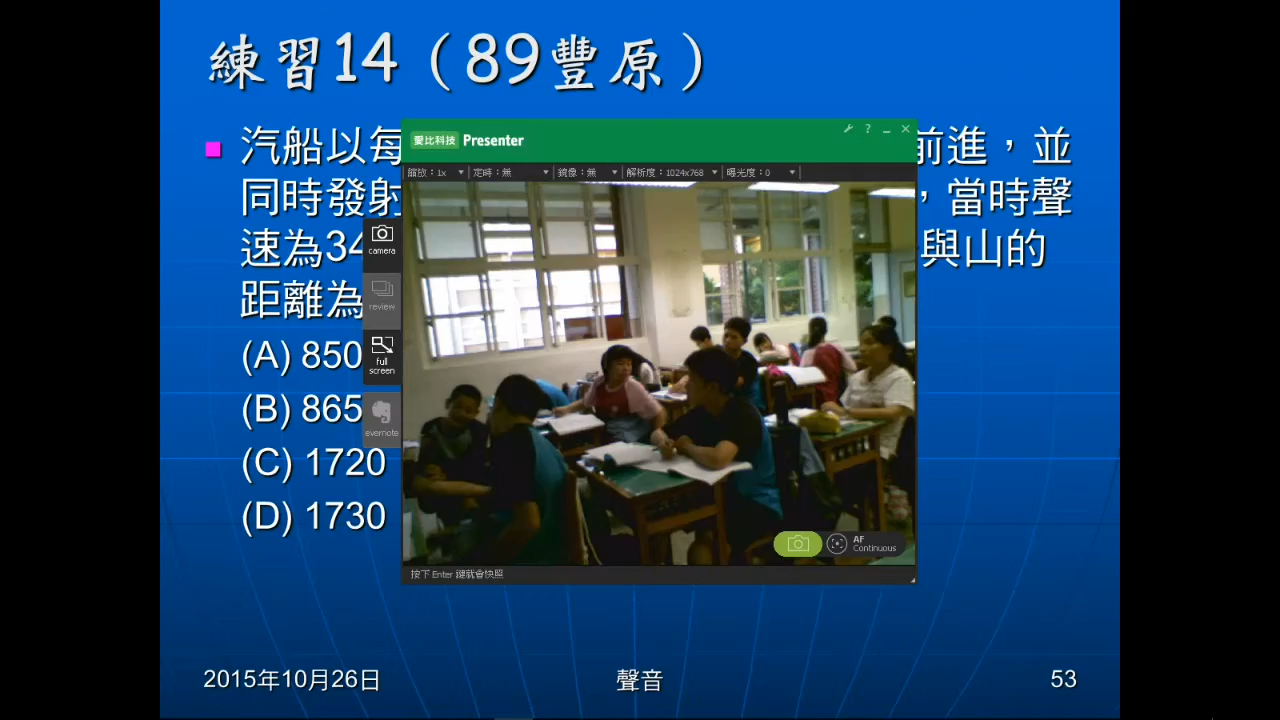 練習14（89豐原）
汽船以每
前進，並
同時發射
，當時聲
速為34
與山的
距離為
(A) 850
(B) 865
(C) 1720
(D) 1730
愛比科技 Presenter
縮放：1x 定時：無 鏡像：無 解析度：1024x768 曝光度：0
camera
review
full
screen
evernote
AF
Continuous
按下 Enter 鍵就會快照
2015年10月26日 聲音 53